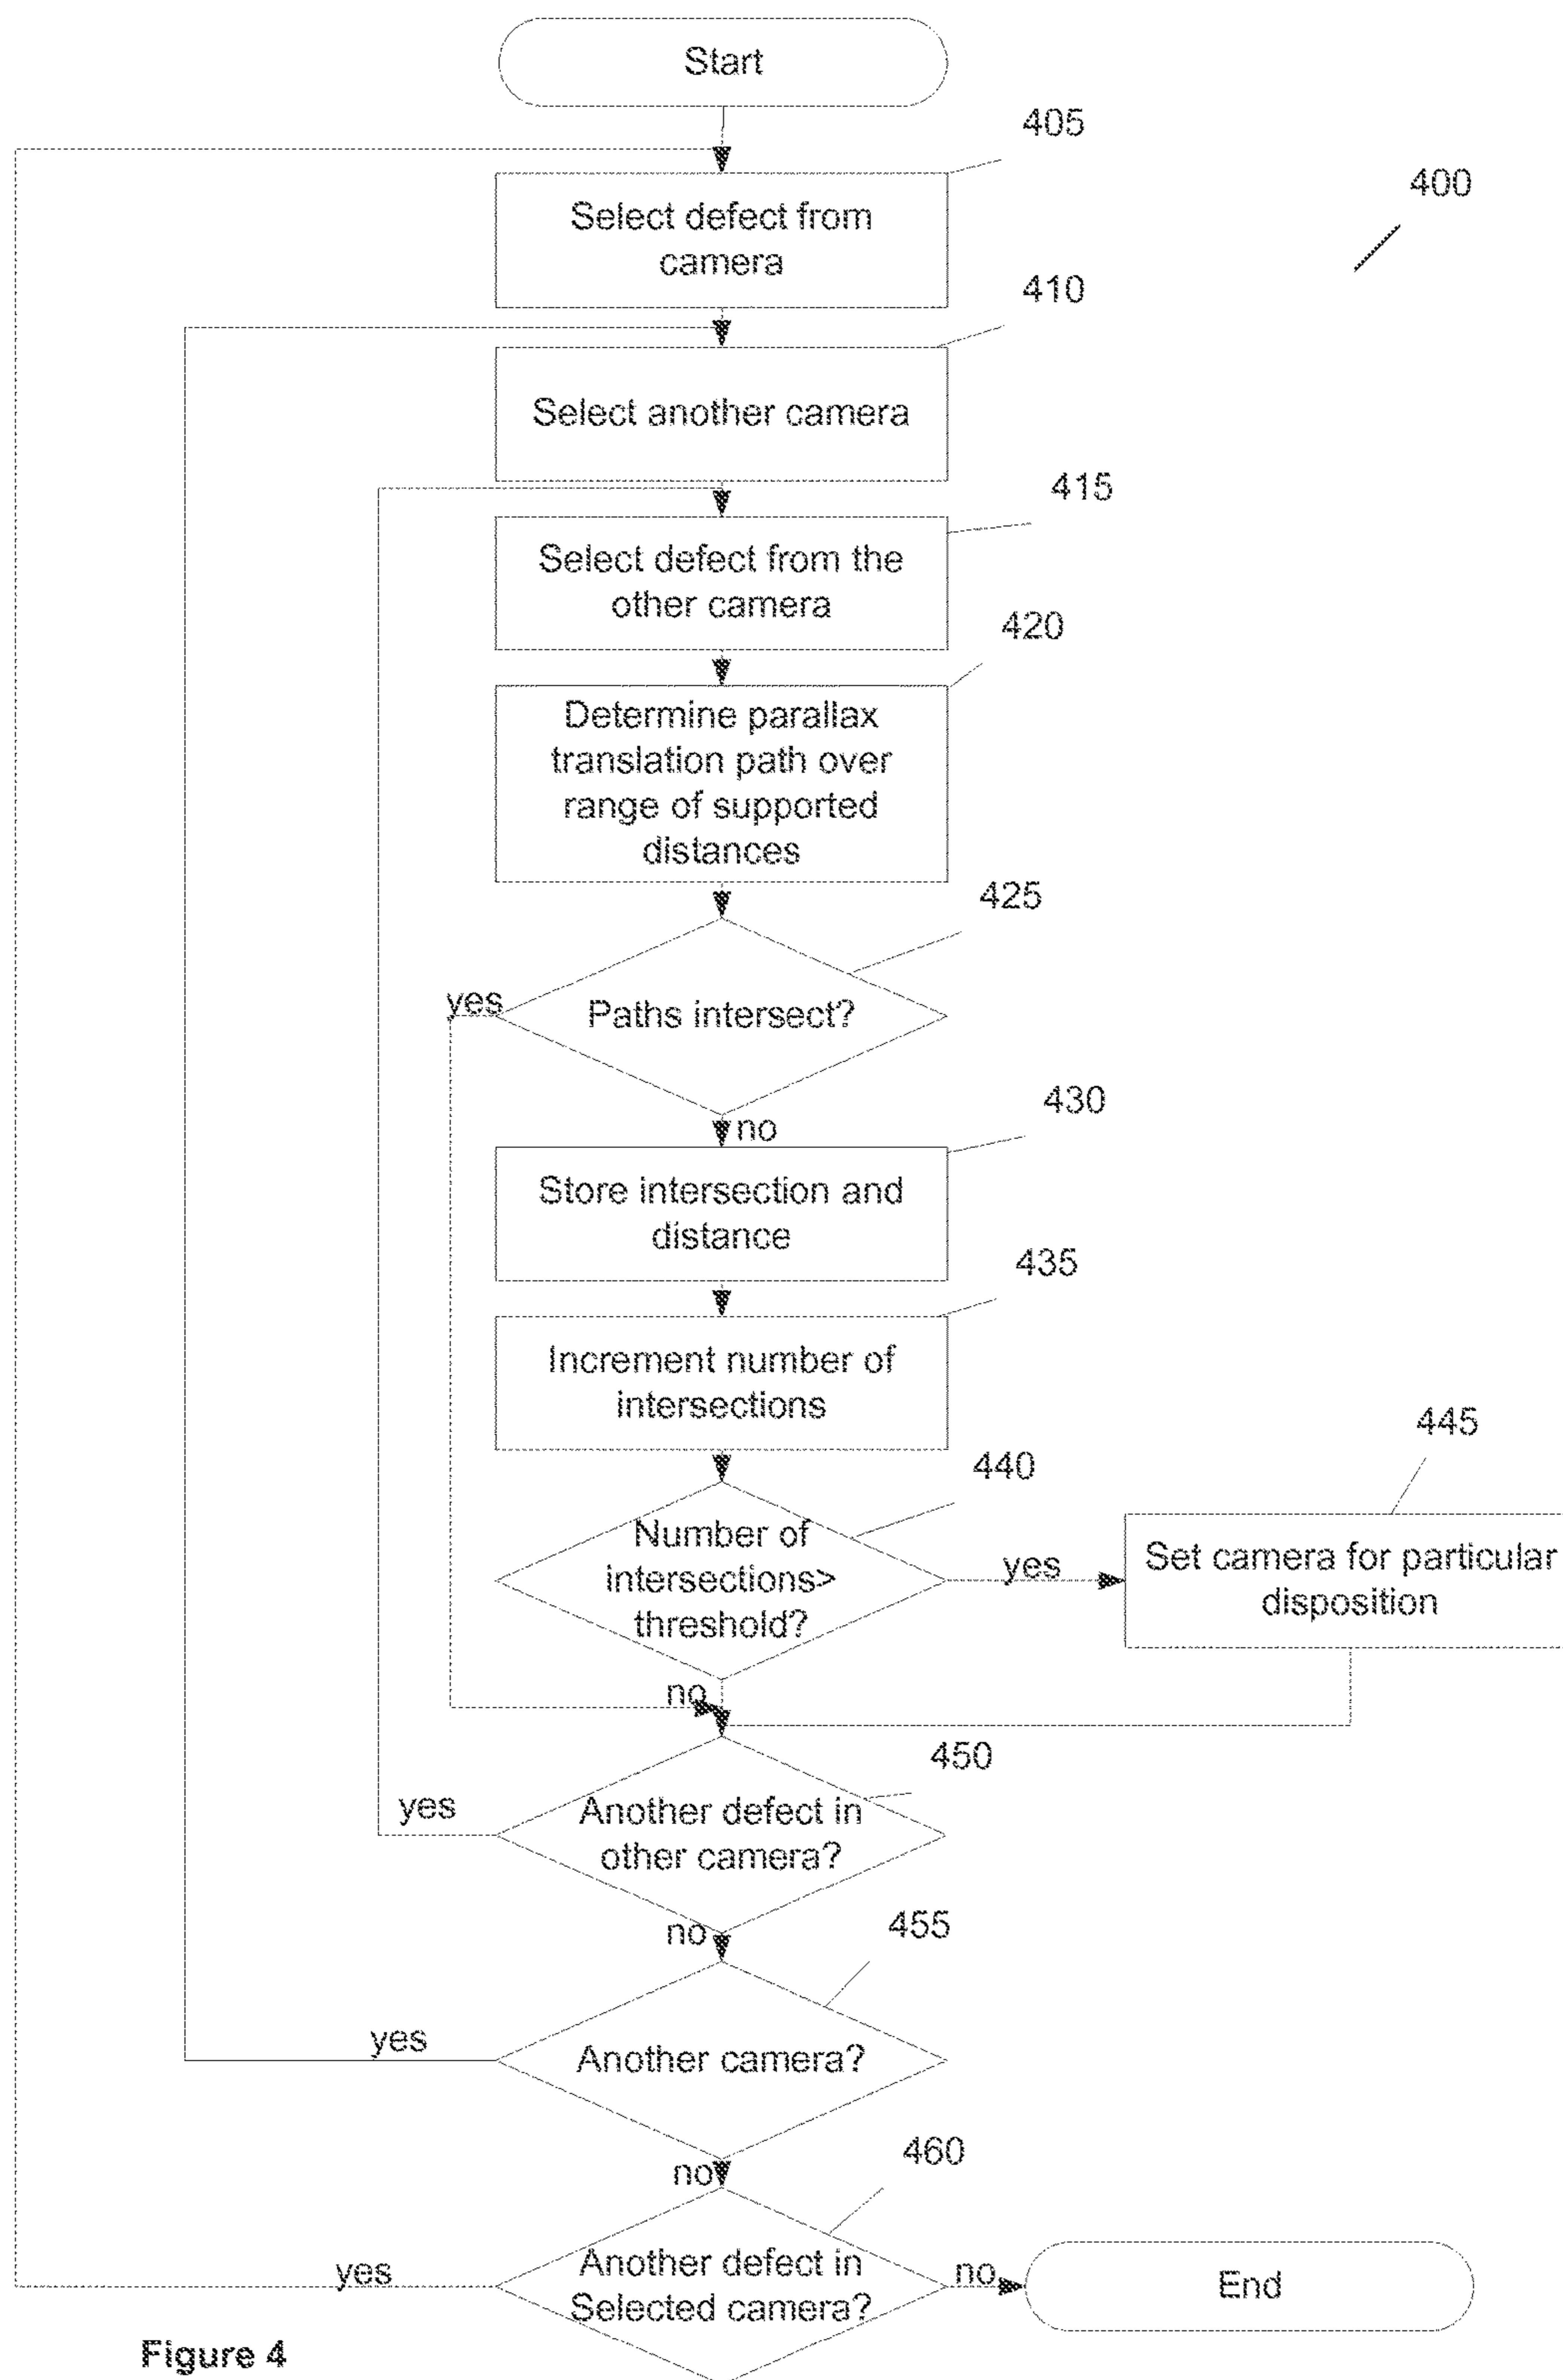 Start
405
400
Select defect from
camera
410
Select another camera
415
Select defect from the
other camera
420
Determine parallax
translation path over
range of supported
distances
425
yes
Paths intersect?
430
no
Store intersection and
distance
435
Increment number of
intersections
445
440
Number of
intersections>
threshold?
yes
Set camera for particular
disposition
no
450
yes
Another defect in
other camera?
455
no
yes
Another camera?
460
no
yes
Another defect in
Selected camera?
no
End
Figure 4